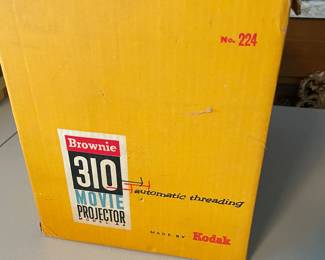 No. 224
Brownie
310
MOVIE
PROJECTOR
automatic threading
MADE BY Kodak